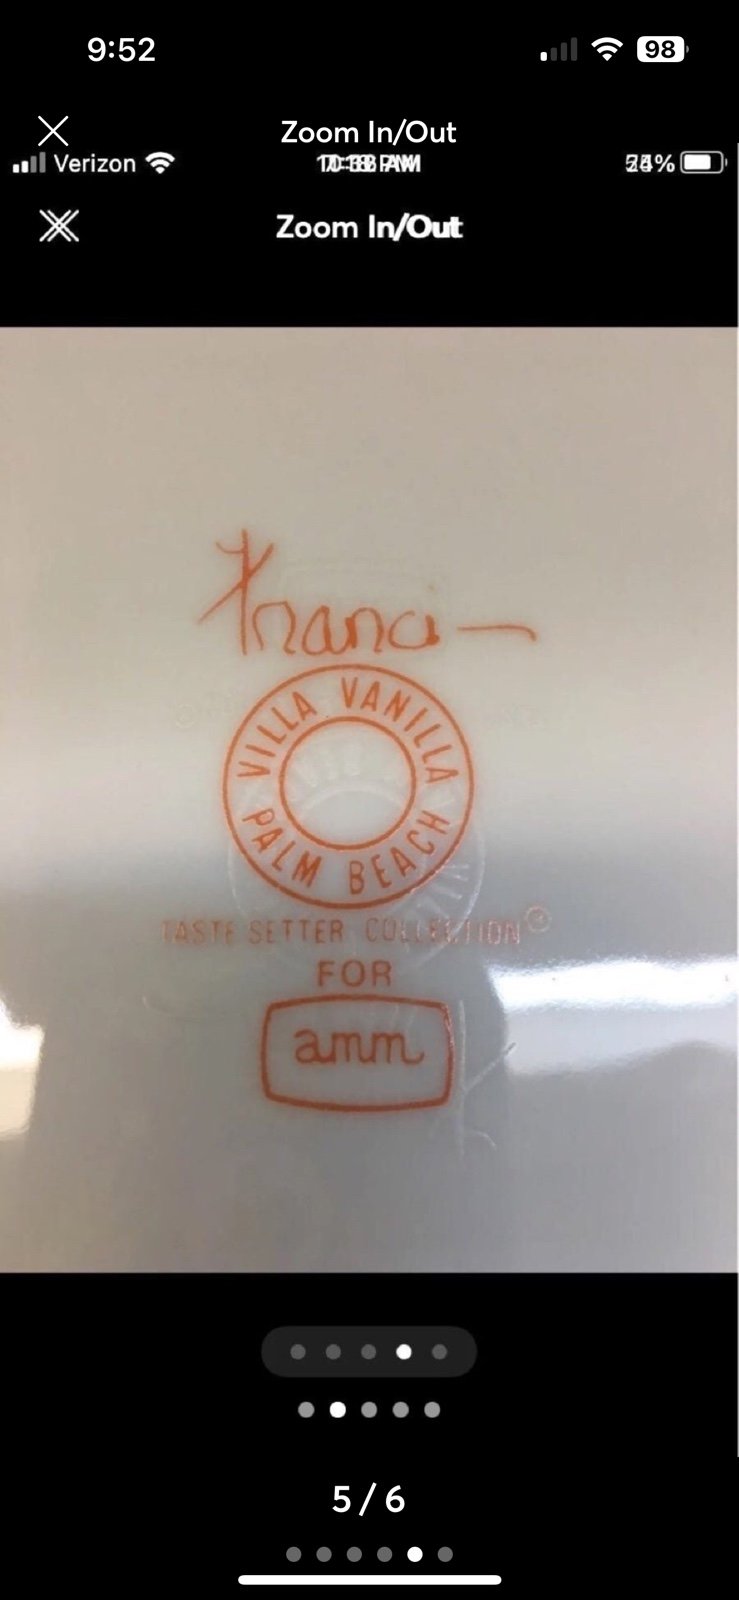 9:52
98
Zoom In/Out
Verizon
Zoom In/Out
VILLA VANILLA
PALM BEACH
TASTE SETTER COLLECTION ©
FOR
amm
5 / 6